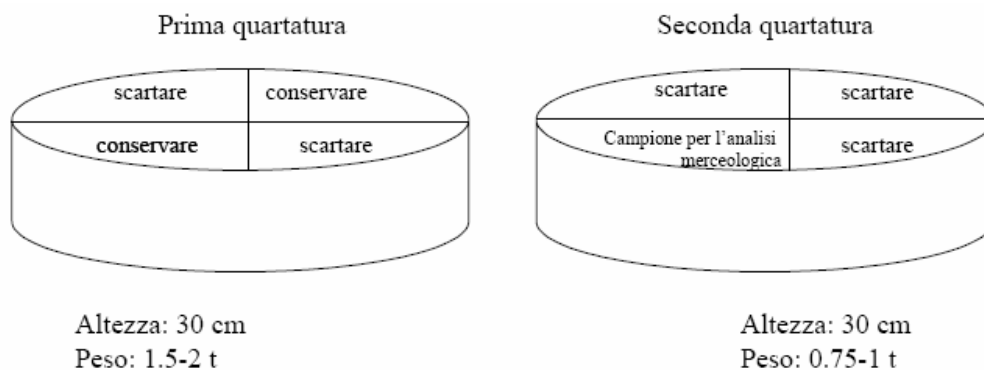 Prima quartatura
Seconda quartatura
scartare
conservare
conservare
scartare
scartare
scartare
Campione per l'analisi
merceologica
scartare
Altezza: 30 cm
Peso: 1.5-2 t
Altezza: 30 cm
Peso: 0.75-1 t